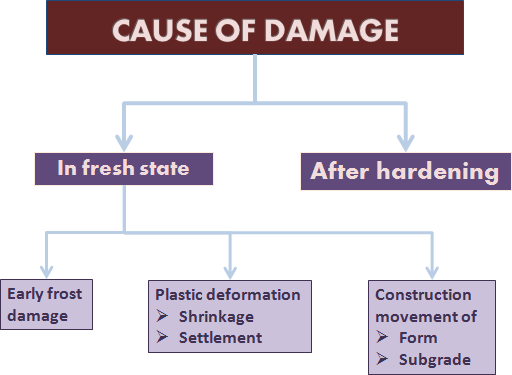 CAUSE OF DAMAGE
In fresh state
After hardening
Early frost
damage
Plastic deformation
➢ Shrinkage
➢ Settlement
Construction
movement of
➢ Form
➢ Subgrade